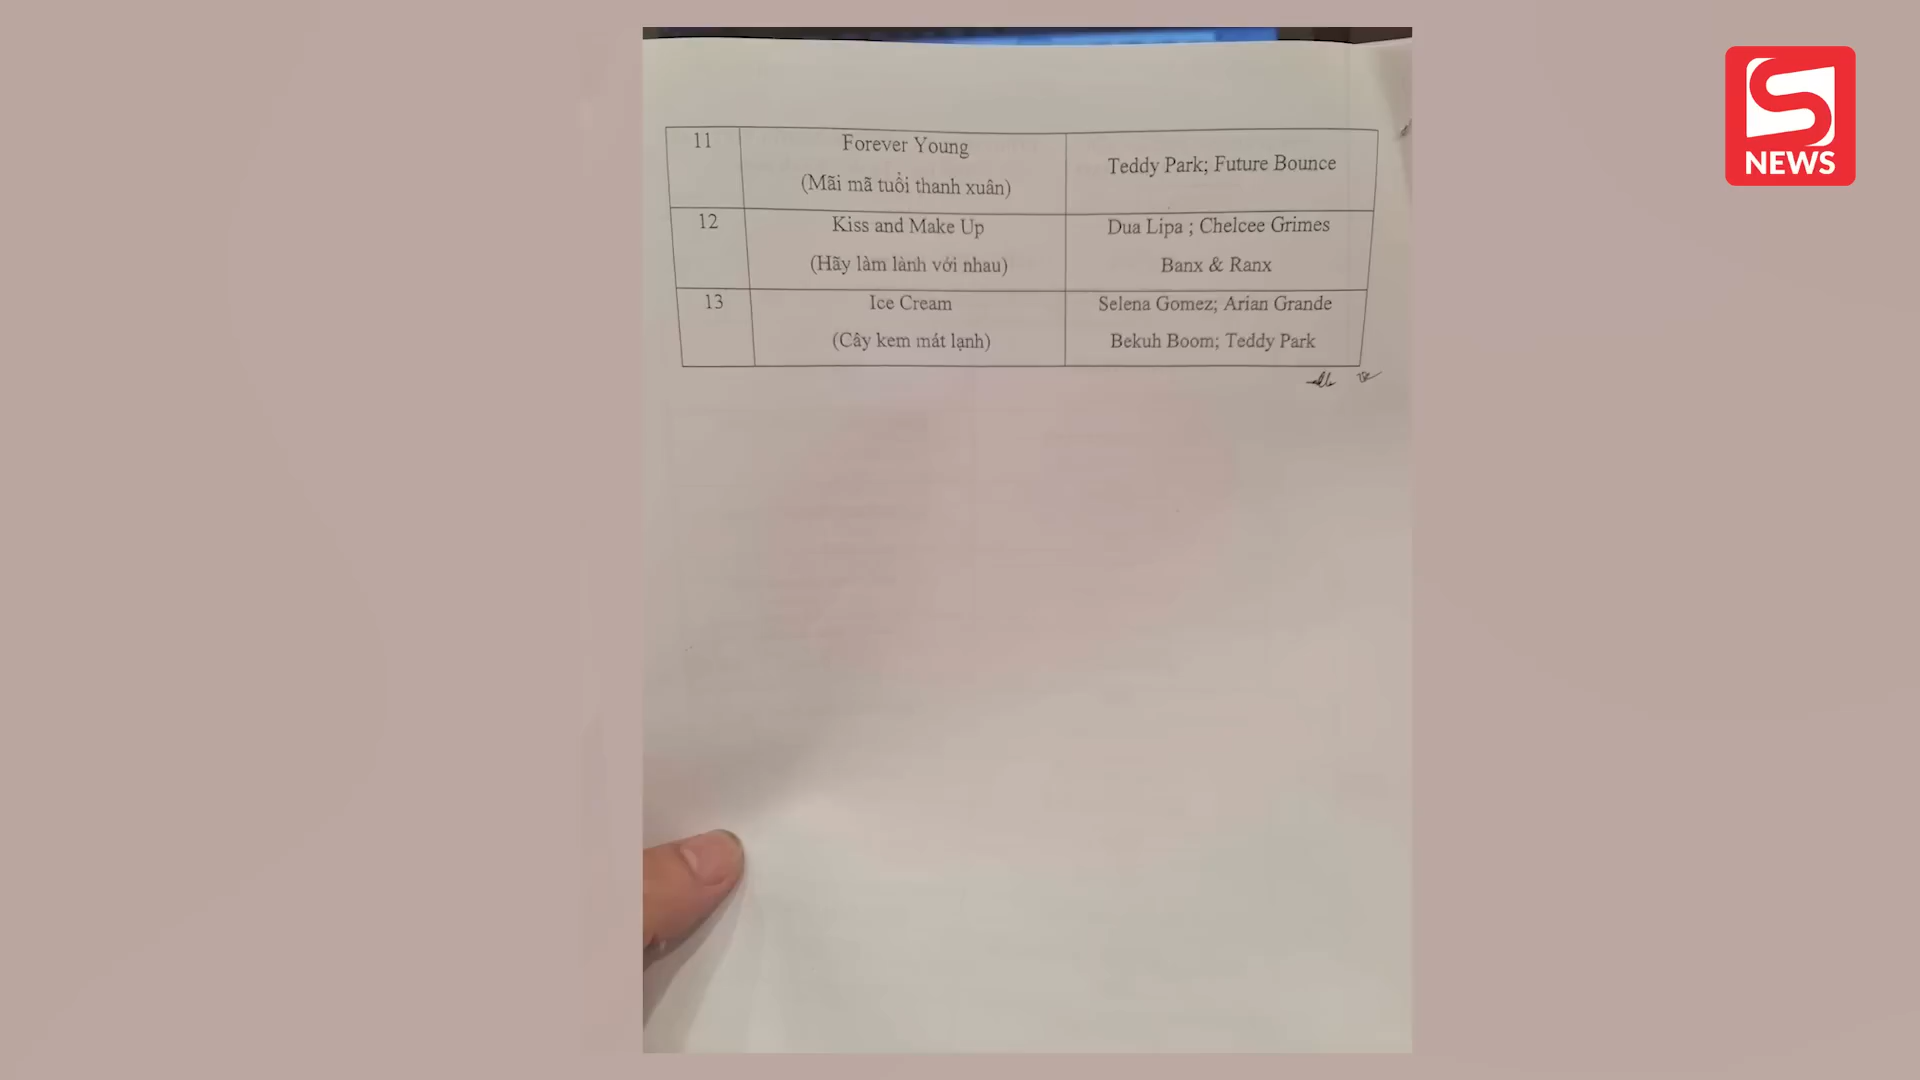 S
NEWS
11
Forever Young
(Mãi mã tuổi thanh xuân)
Teddy Park; Future Bounce
12
Kiss and Make Up
(Hãy làm lành với nhau)
Dua Lipa ; Chelcee Grimes
Banx & Ranx
13
Ice Cream
(Cây kem mát lạnh)
Selena Gomez; Arian Grande
Bekuh Boom; Teddy Park